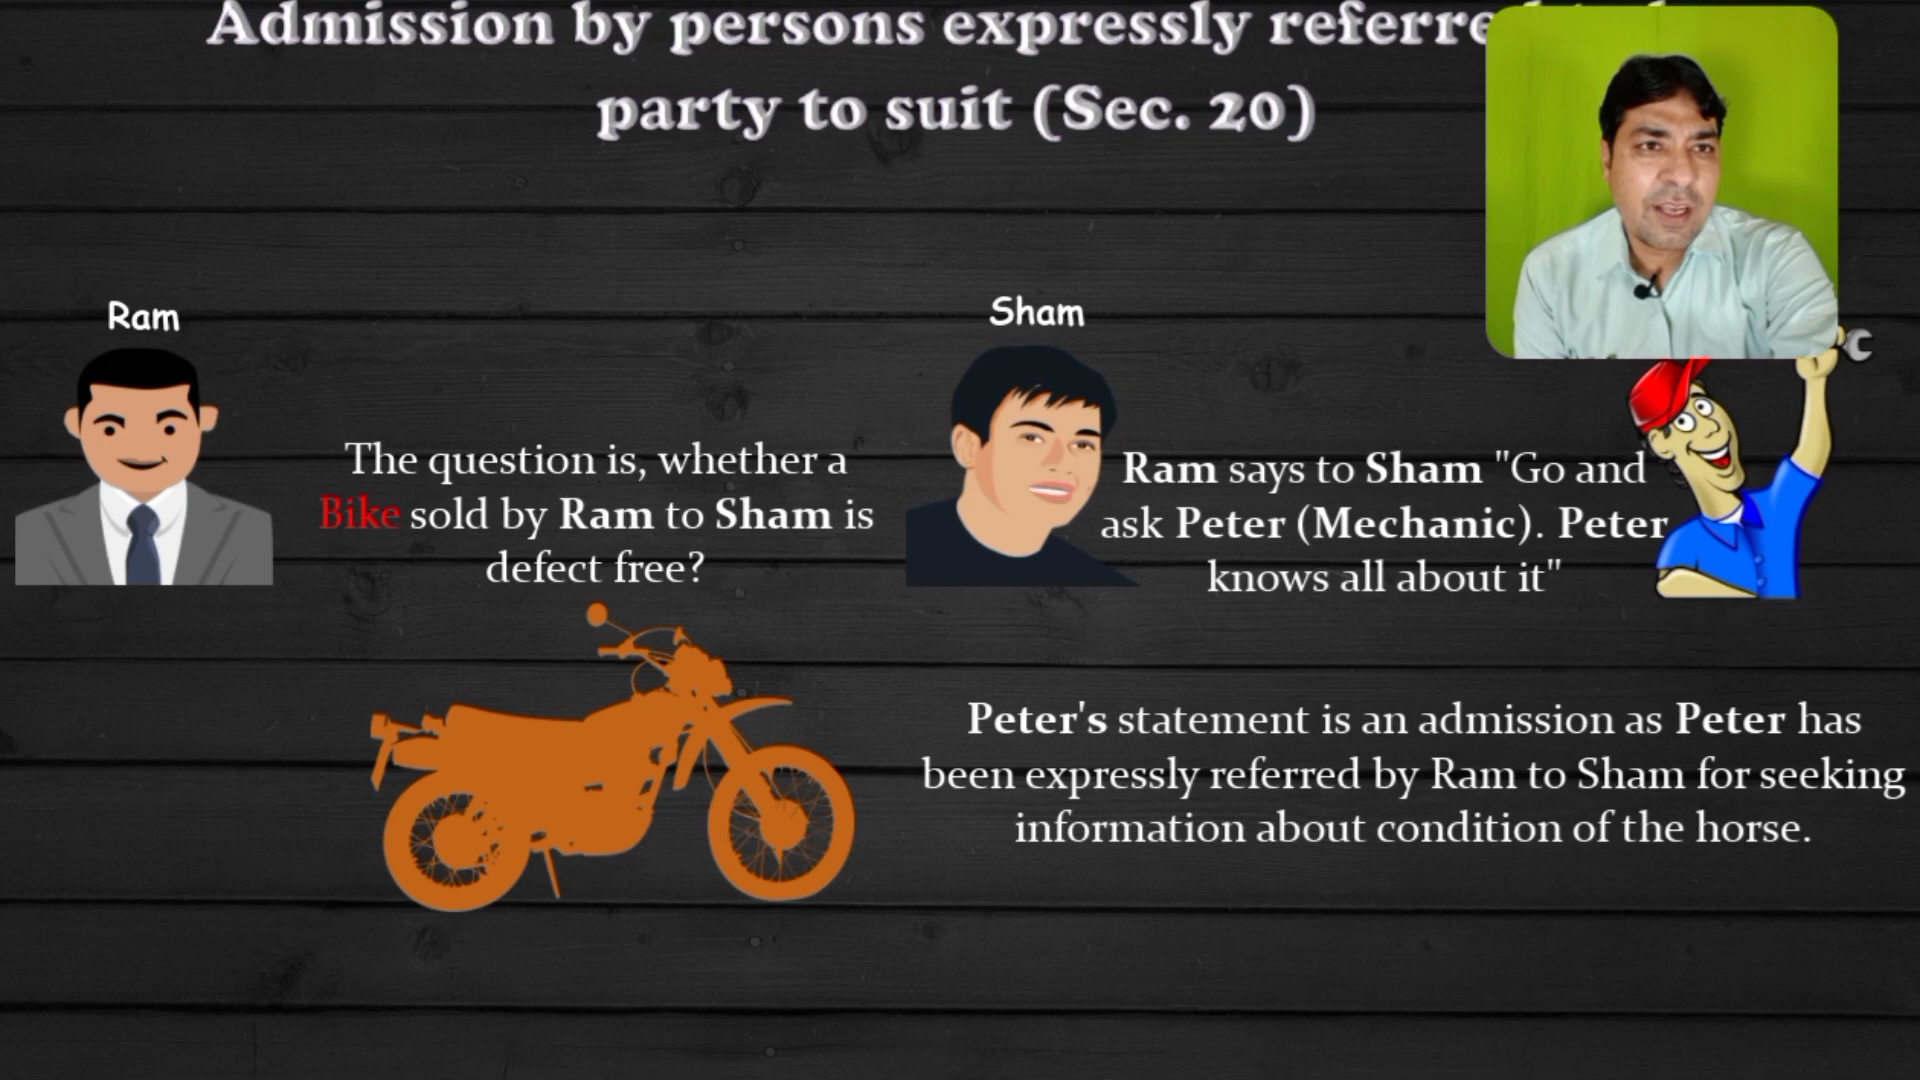 Admission by persons expressly
party to suit (Sec. 20)
Ram
Sham
The question is, whether a
Bike sold by Ram to Sham is
defect free?
Ram says to Sham "Go and
ask Peter (Mechanic). Peter
knows all about it"
Peter's statement is an admission as Peter has
been expressly referred by Ram to Sham for seeking
information about condition of the horse.